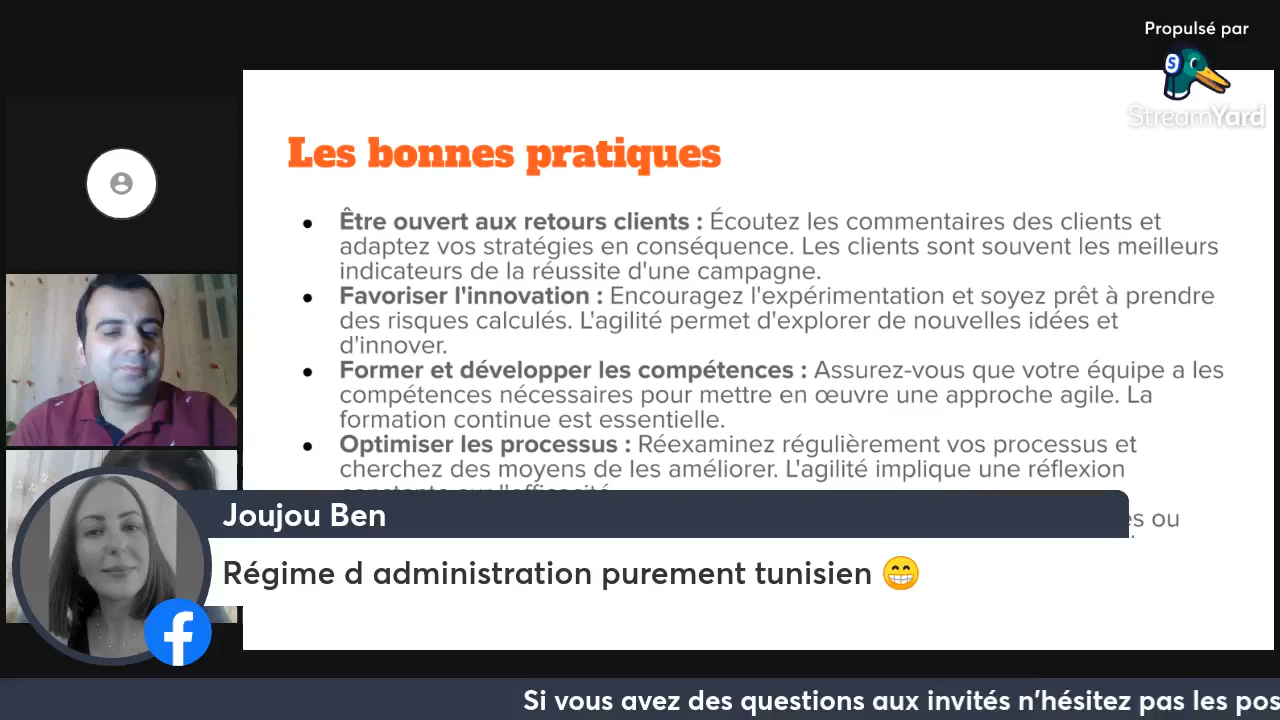 Propulsé par
StreamYard
Les bonnes pratiques
• Être ouvert aux retours clients : Écoutez les commentaires des clients et
adaptez vos stratégies en conséquence. Les clients sont souvent les meilleurs
indicateurs de la réussite d'une campagne.
• Favoriser l'innovation : Encouragez l'expérimentation et soyez prêt à prendre
des risques calculés. L'agilité permet d'explorer de nouvelles idées et
d'innover.
• Former et développer les compétences : Assurez-vous que votre équipe a les
compétences nécessaires pour mettre en œuvre une approche agile. La
formation continue est essentielle.
• Optimiser les processus : Réexaminez régulièrement vos processus et
cherchez des moyens de les améliorer. L'agilité implique une réflexion
ou
Joujou Ben
Régime d administration purement tunisien 😁
Si vous avez des questions aux invités n'hésitez pas les pos